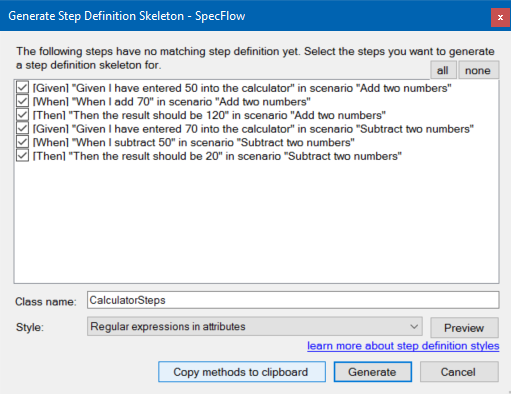 Generate Step Definition Skeleton - SpecFlow
x
The following steps have no matching step definition yet. Select the steps you want to generate
a step definition skeleton for.
all none
[Given] "Given I have entered 50 into the calculator" in scenario "Add two numbers"
[When] "When I add 70" in scenario "Add two numbers"
[Then] "Then the result should be 120" in scenario "Add two numbers"
[Given] "Given I have entered 70 into the calculator" in scenario "Subtract two numbers"
[When] "When I subtract 50" in scenario "Subtract two numbers"
[Then] "Then the result should be 20" in scenario "Subtract two numbers"
Class name: CalculatorSteps
Style: Regular expressions in attributes Preview
learn more about step definition styles
Copy methods to clipboard Generate Cancel